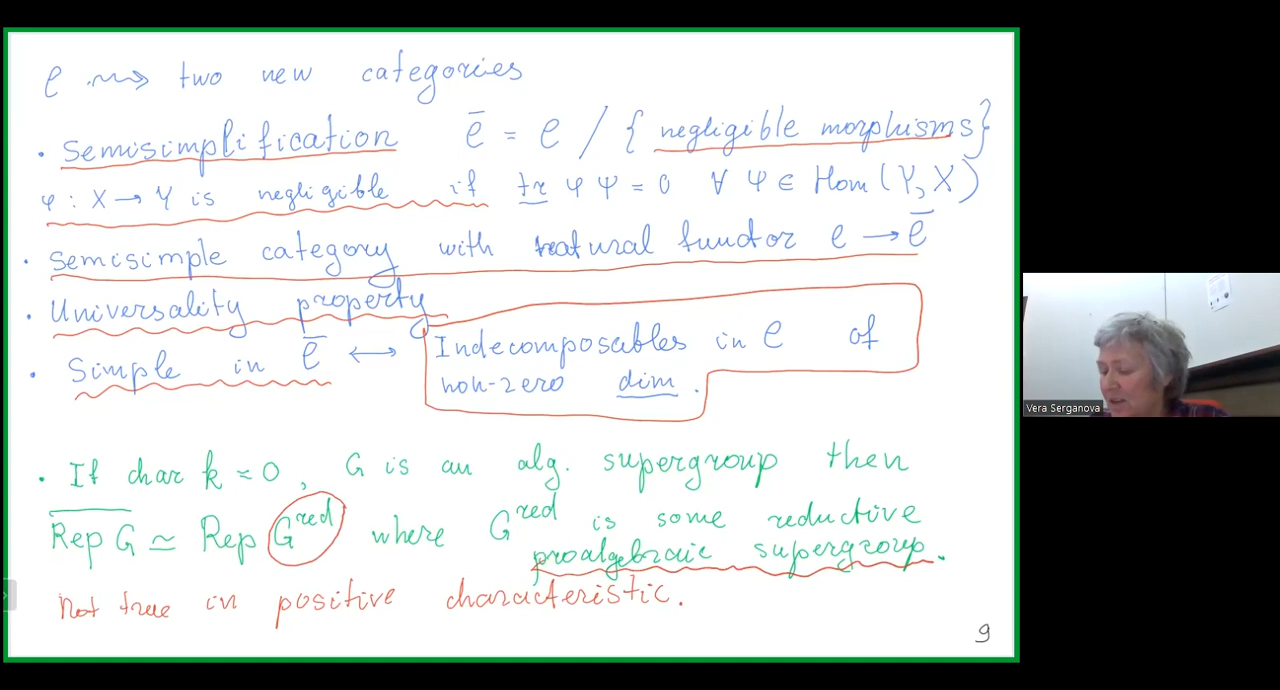 C ⇝ two new categories
· Semisimplification C̄ = C / { negligible morphisms }
φ : X → Y is negligible if tr φ ψ = 0 ∀ ψ ∈ Hom (Y, X)
· Semisimple category with natural functor C → C̄
· Universality property
· Simple in C̄ ↔ Indecomposables in C of
non-zero dim.
· If char k = 0, G is an alg. supergroup then
\overline{Rep G} ≃ Rep G^red where G^red is some reductive
proalgebraic supergroup.
Not true in positive characteristic.
9
Vera Serganova